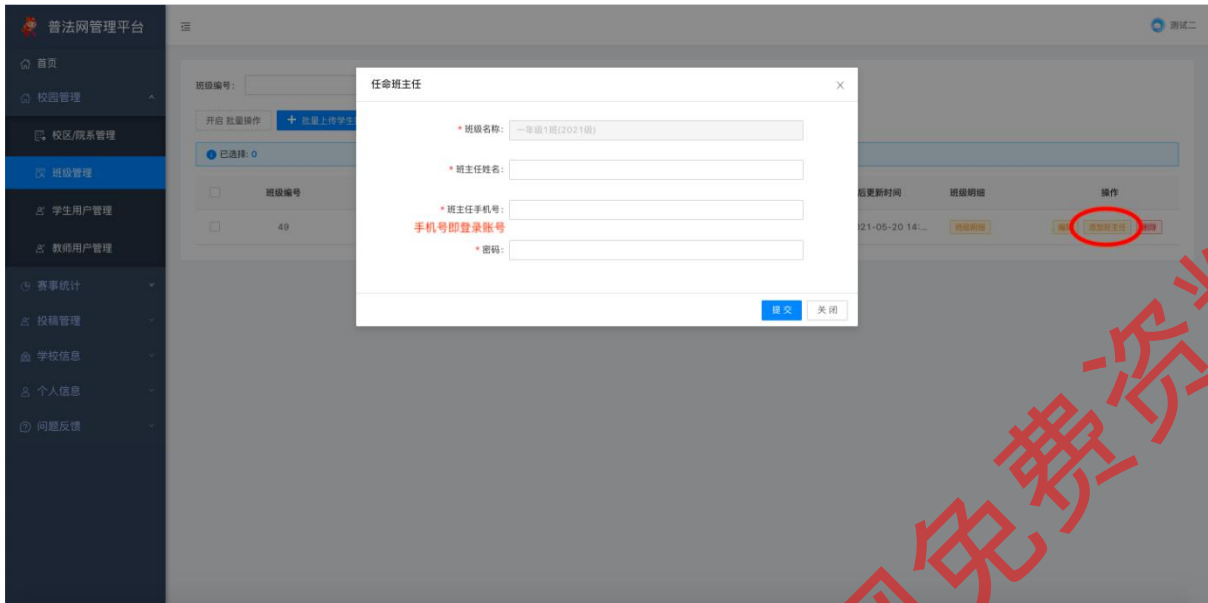 普法网管理平台
测试二
首页
校园管理
校区/院系管理
班级管理
学生用户管理
教师用户管理
赛事统计
投稿管理
学校信息
个人信息
问题反馈
班级编号:
开启 批量操作
+ 批量上传学生
已选择: 0
班级编号
后更新时间
班级明细
操作
49
021-05-20 14:...
班级明细
编辑
添加班主任
删除
任命班主任
* 班级名称:
一年级1班(2021级)
* 班主任姓名:
* 班主任手机号:
手机号即登录账号
* 密码:
提 交
关 闭
免费资